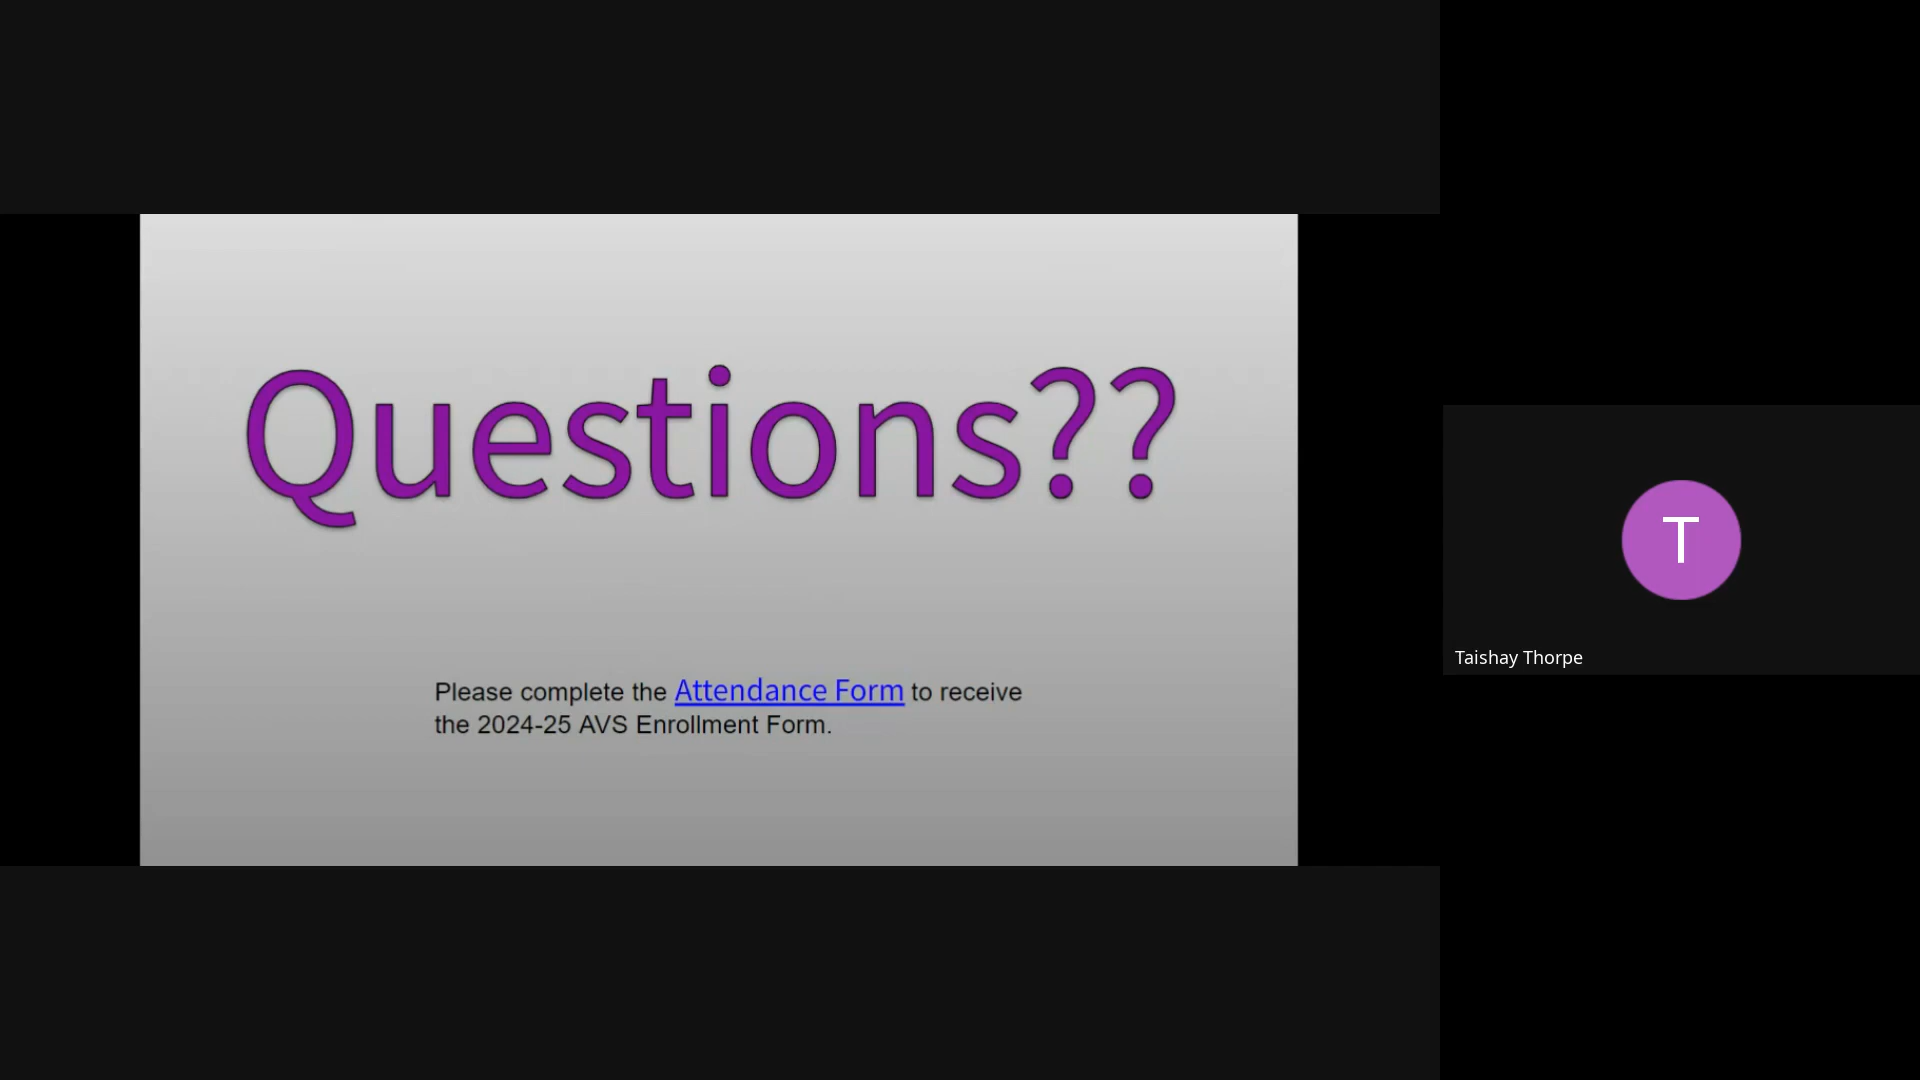 Questions??
Please complete the Attendance Form to receive
the 2024-25 AVS Enrollment Form.
T
Taishay Thorpe